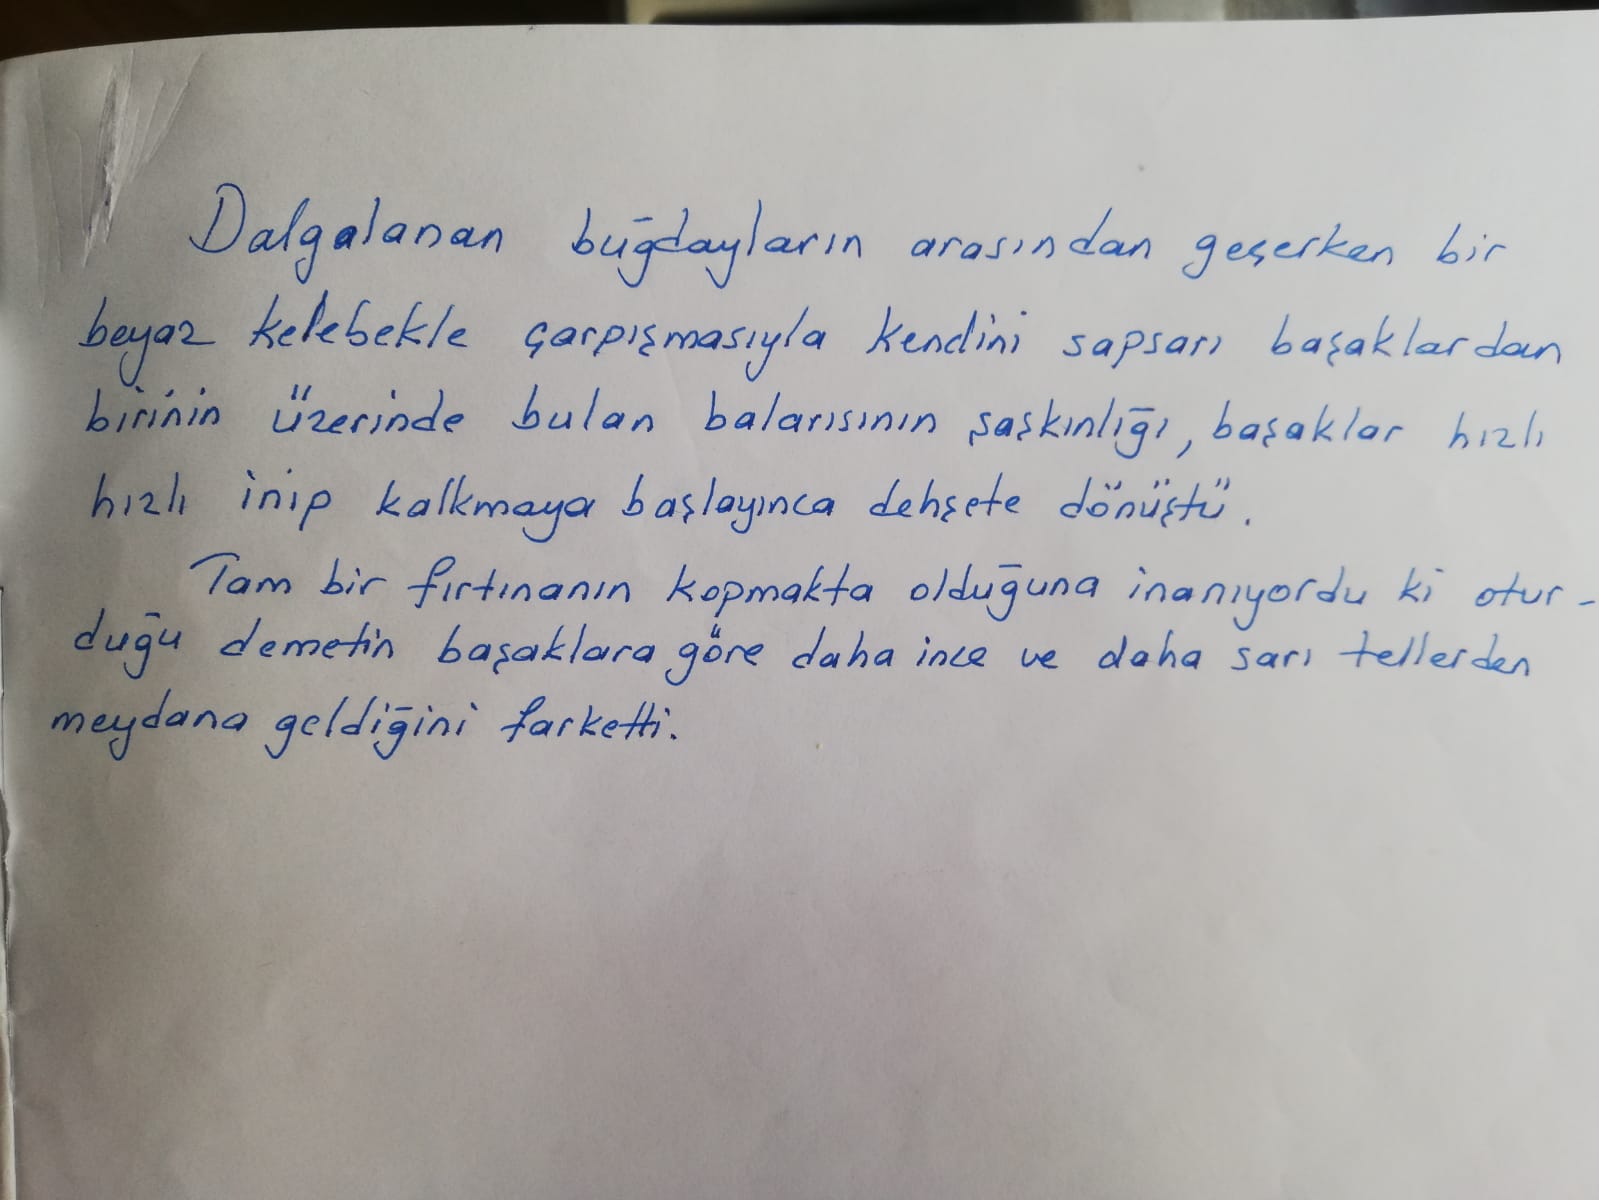 Dalgalanan buğdayların arasından geçerken bir
beyaz kelebekle çarpışmasıyla kendini sapsarı başaklardan
birinin üzerinde bulan balarısının şaşkınlığı, başaklar hızlı
hızlı inip kalkmaya başlayınca dehşete dönüştü.
Tam bir fırtınanın kopmakta olduğuna inanıyordu ki otur-
duğu demetin başaklara göre daha ince ve daha sarı tellerden
meydana geldiğini farketti.